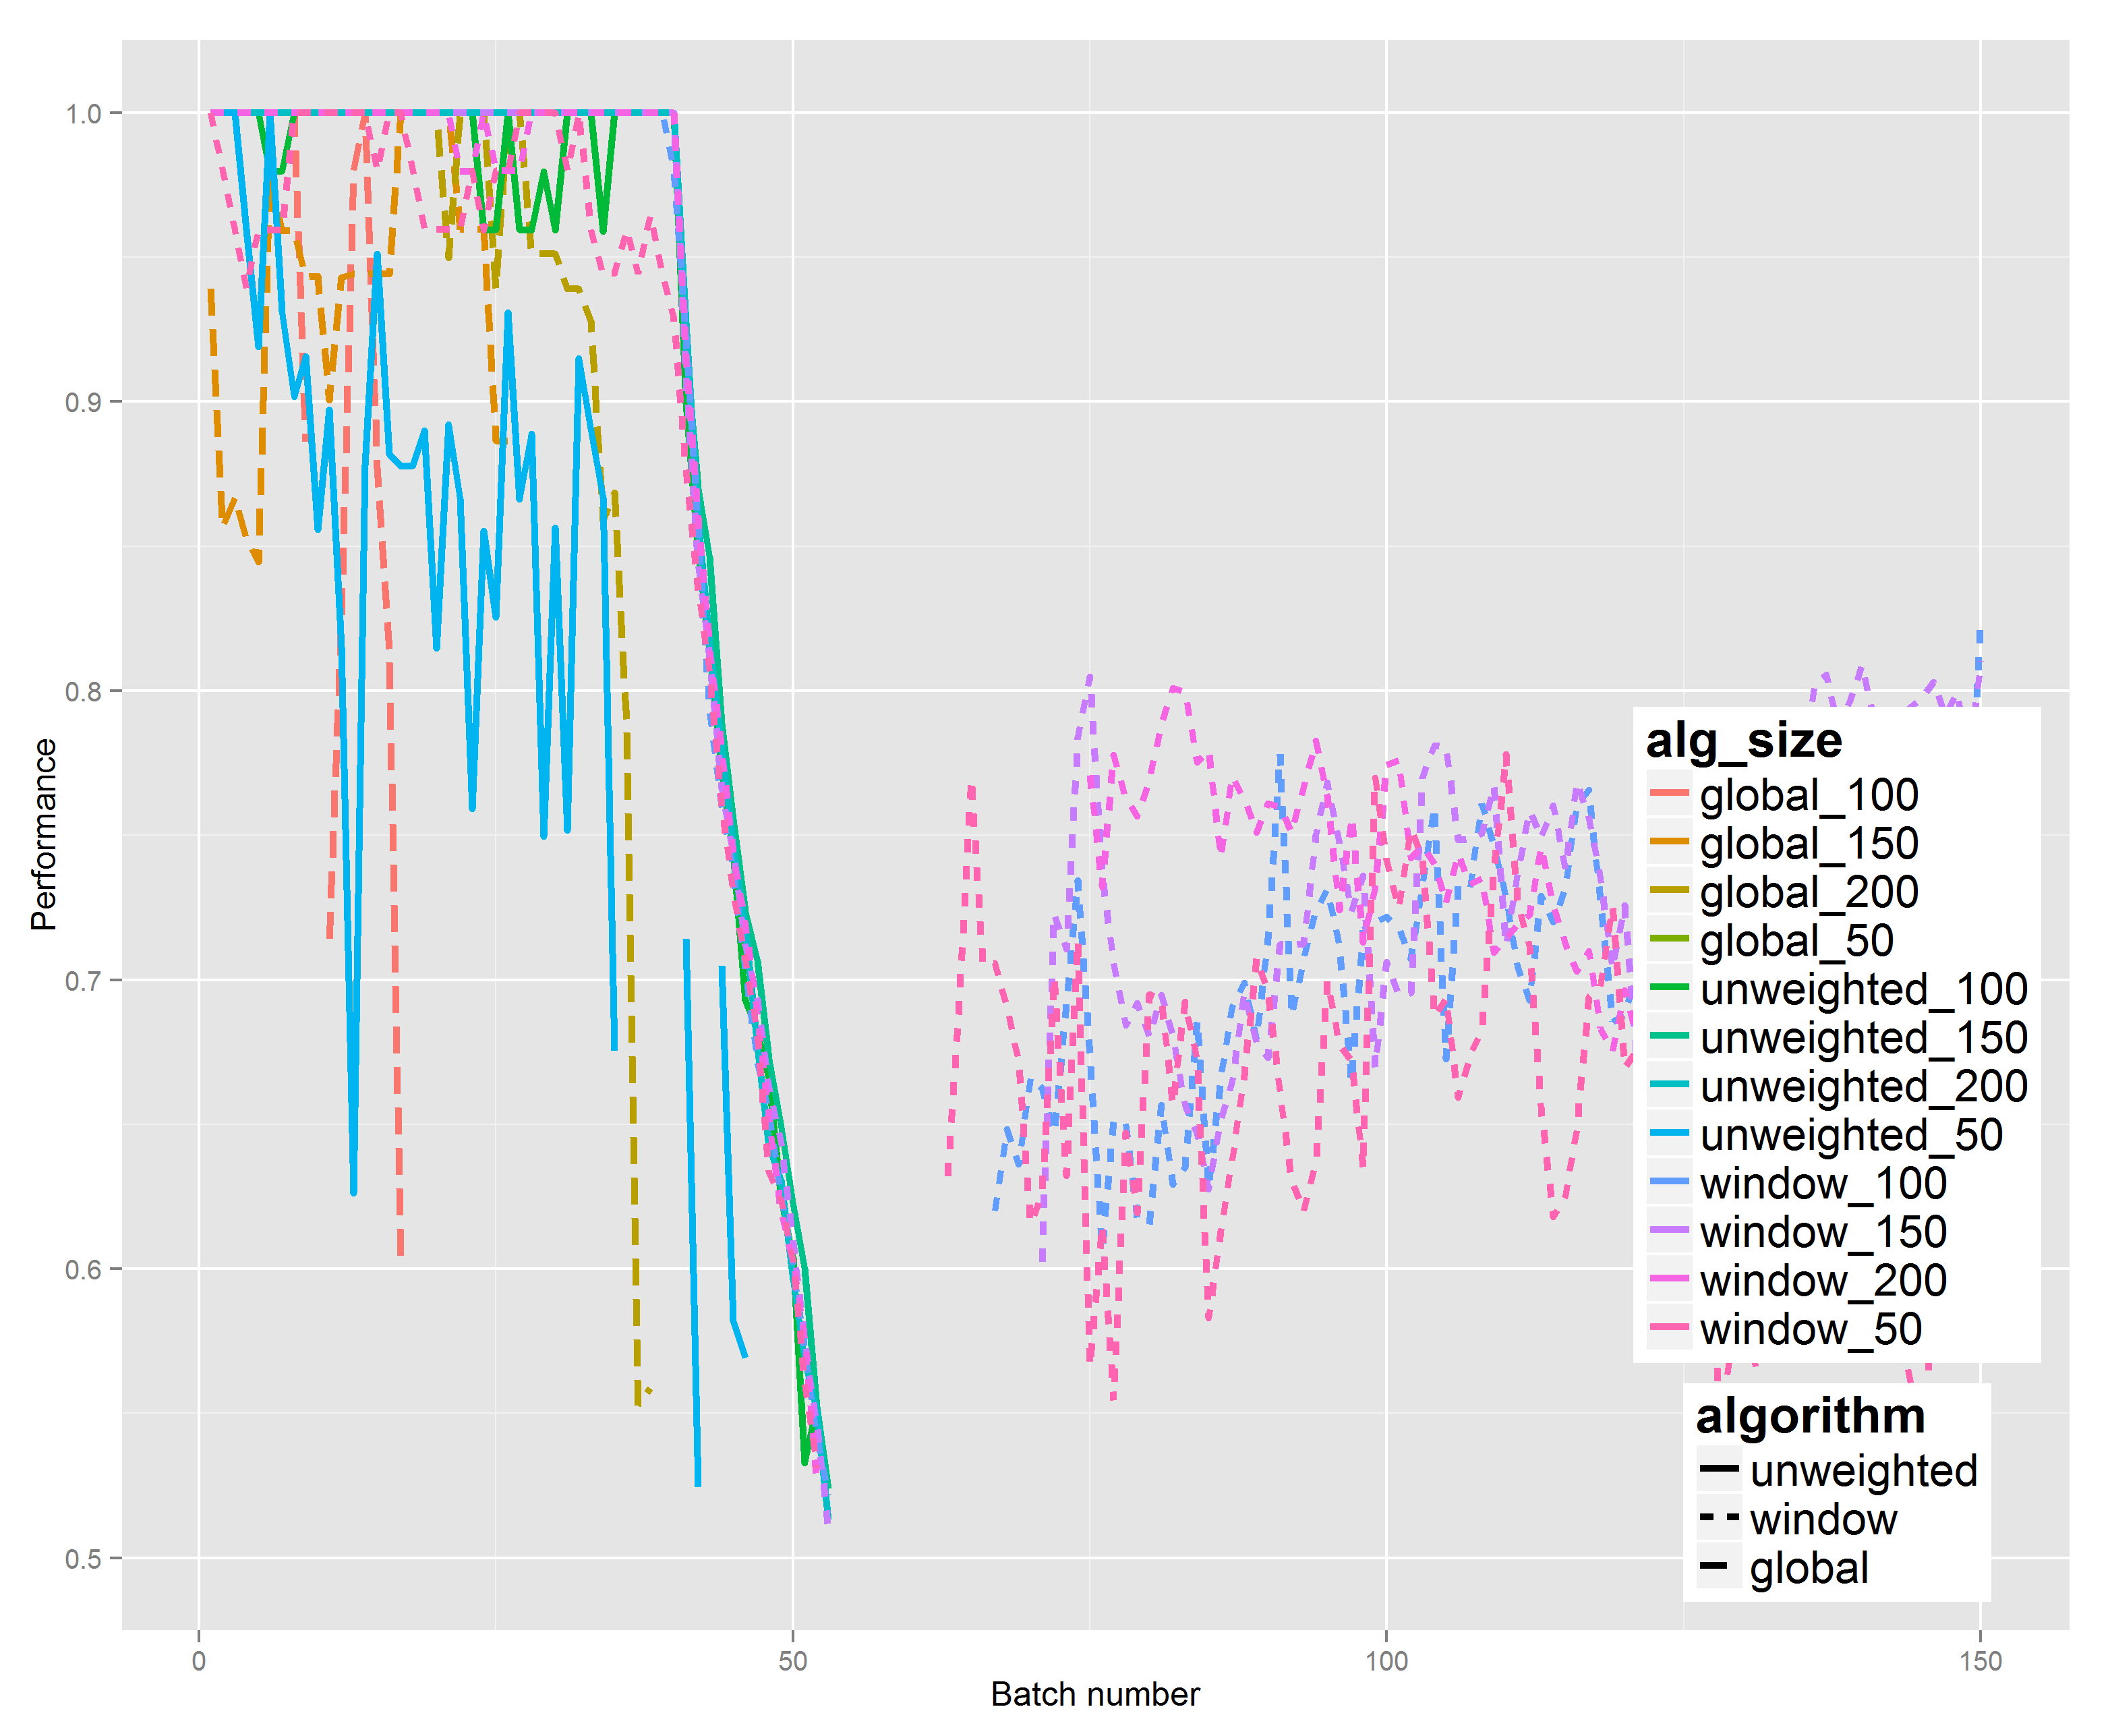 1.0
0.9
0.8
0.7
0.6
0.5
Performance
0
50
100
150
Batch number
alg_size
global_100
global_150
global_200
global_50
unweighted_100
unweighted_150
unweighted_200
unweighted_50
window_100
window_150
window_200
window_50
algorithm
unweighted
window
global